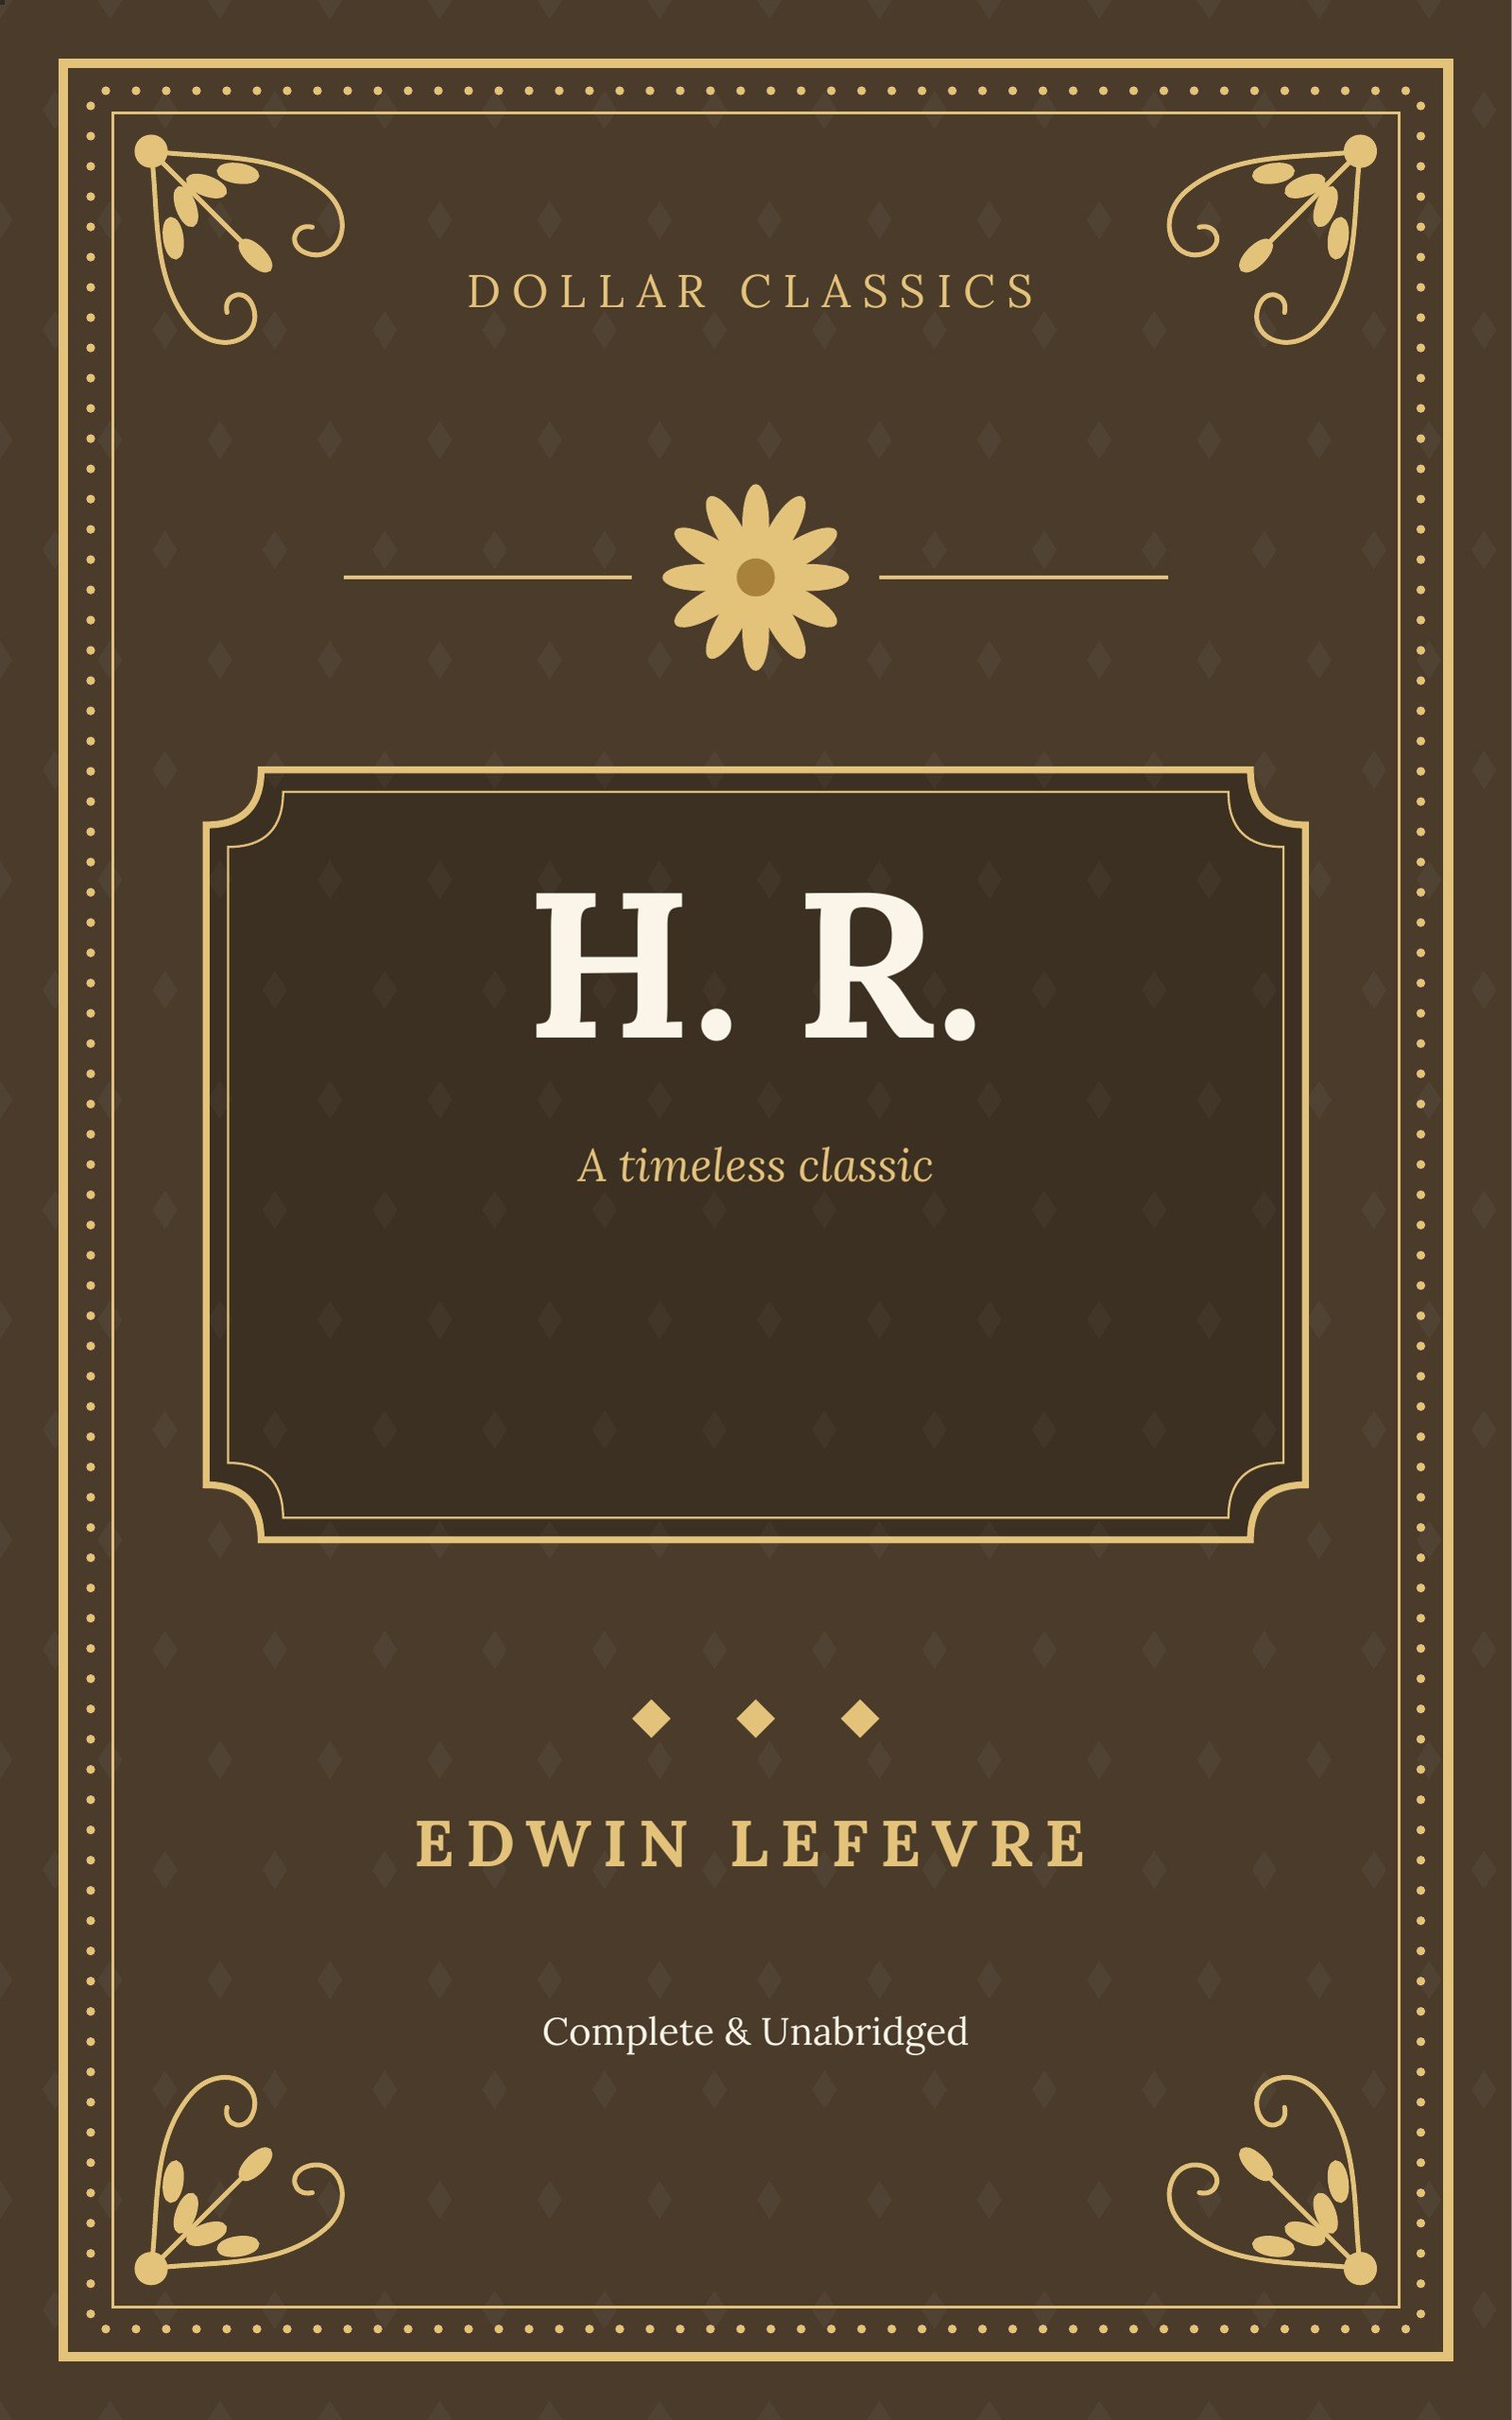 DOLLAR CLASSICS
H. R.
A timeless classic
EDWIN LEFEVRE
Complete & Unabridged